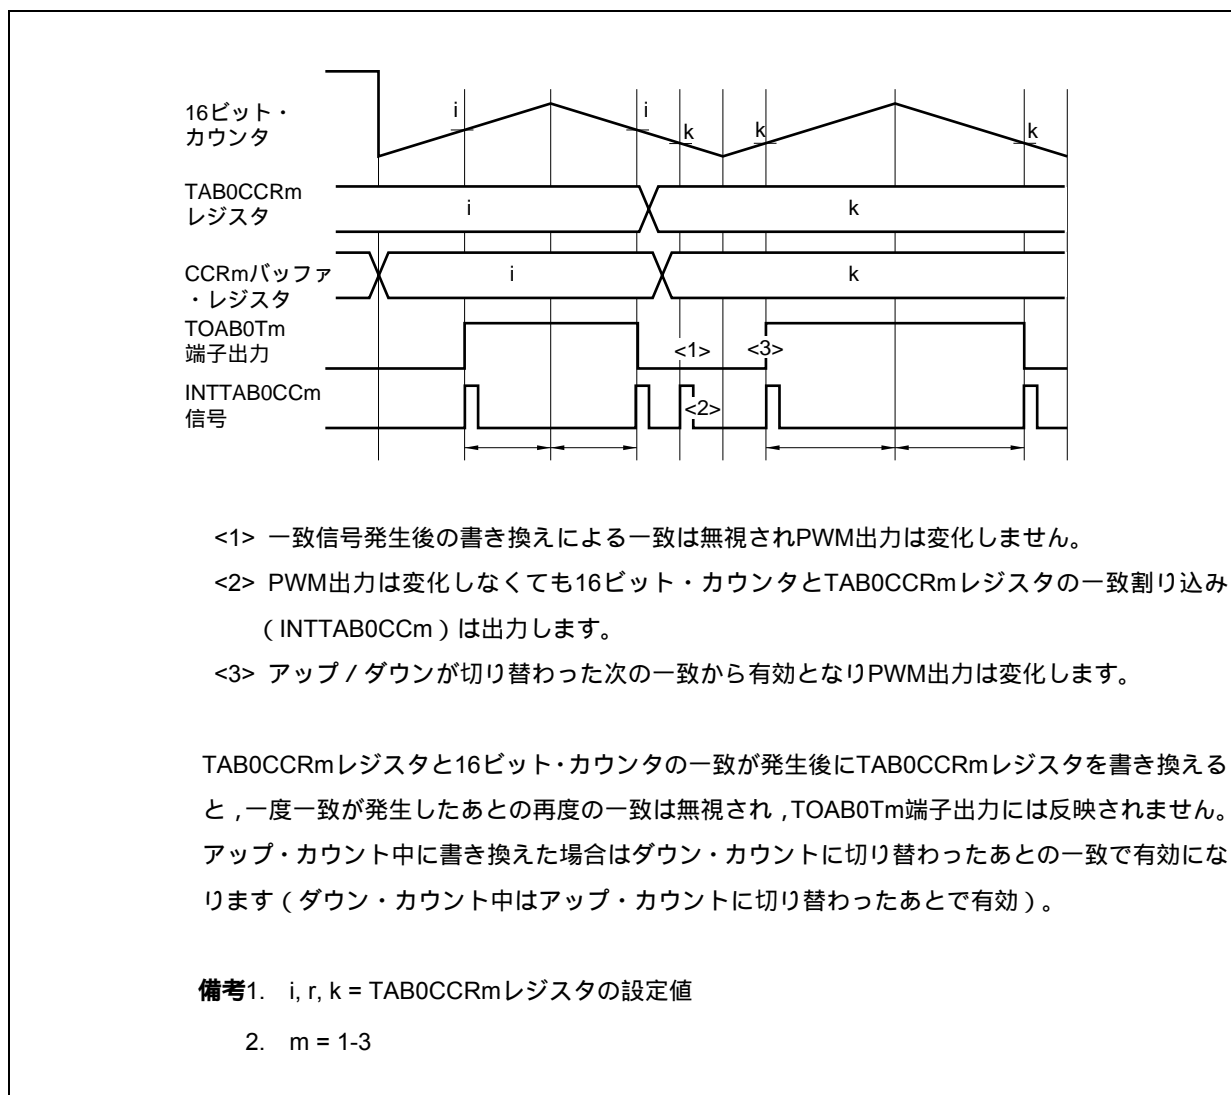 16ビット・
カウンタ
i
i
k
k
k
TAB0CCRm
レジスタ
i
k
CCRmバッファ
・レジスタ
i
k
TOAB0Tm
端子出力
<1>
<3>
INTTAB0CCm
信号
<2>
<1> 一致信号発生後の書き換えによる一致は無視されPWM出力は変化しません。
<2> PWM出力は変化しなくても16ビット・カウンタとTAB0CCRmレジスタの一致割り込み
（INTTAB0CCm）は出力します。
<3> アップ／ダウンが切り替わった次の一致から有効となりPWM出力は変化します。
TAB0CCRmレジスタと16ビット・カウンタの一致が発生後にTAB0CCRmレジスタを書き換える
と，一度一致が発生したあとの再度の一致は無視され，TOAB0Tm端子出力には反映されません。
アップ・カウント中に書き換えた場合はダウン・カウントに切り替わったあとの一致で有効にな
ります（ダウン・カウント中はアップ・カウントに切り替わったあとで有効）。
備考1. i, r, k = TAB0CCRmレジスタの設定値
2. m = 1-3